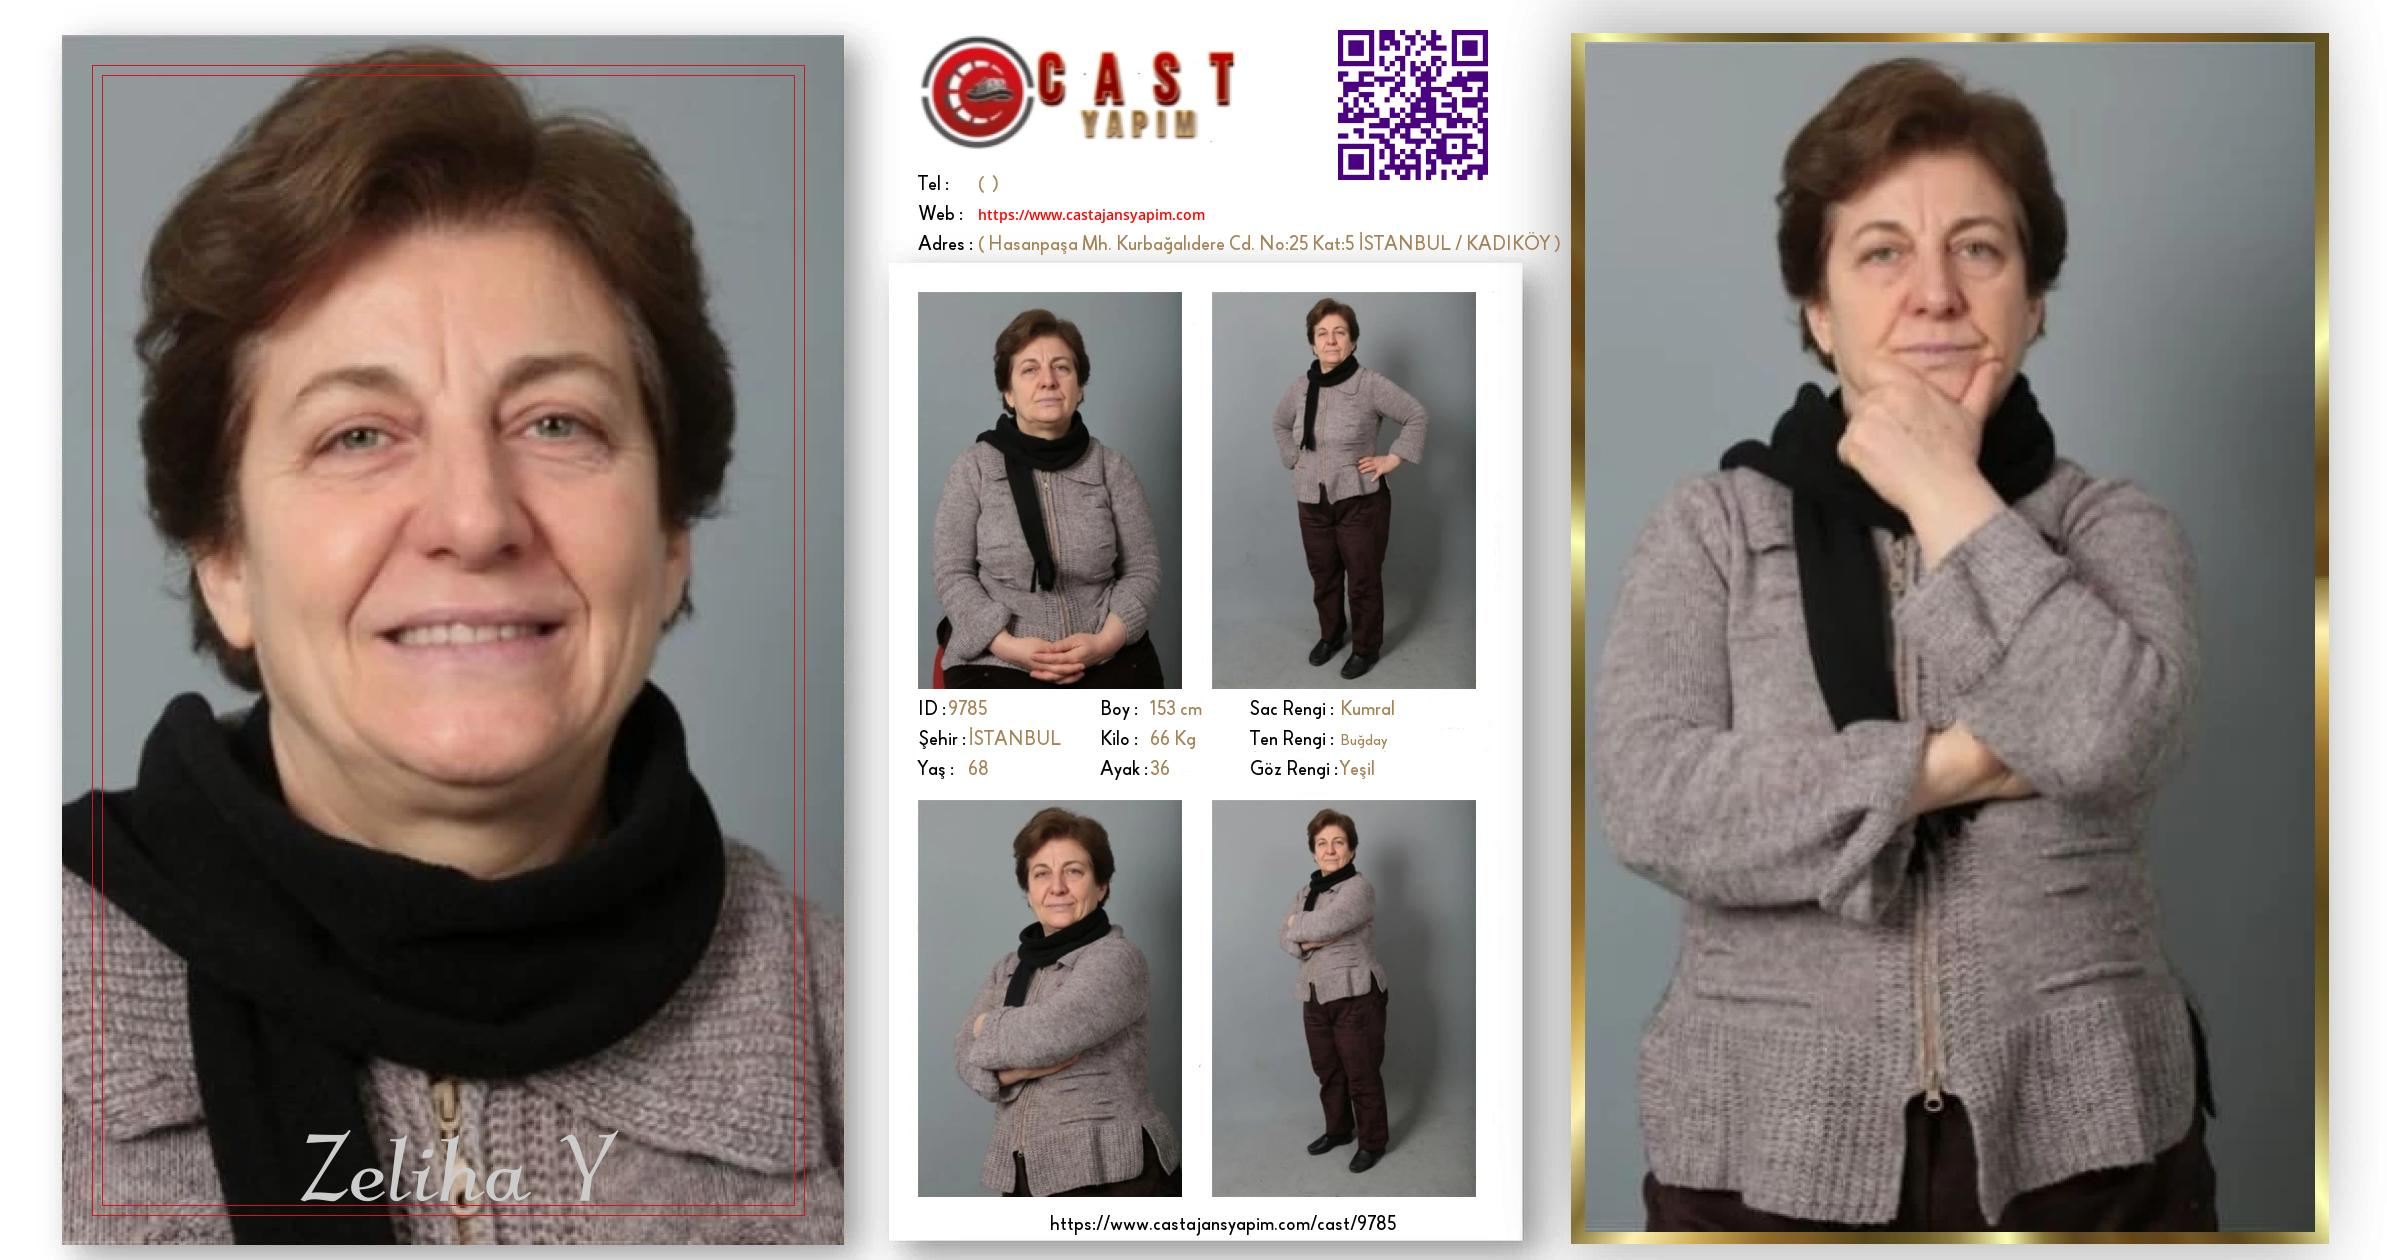 Zeliha Y
CAST
YAPIM
Tel : ( )
Web : https://www.castajansyapim.com
Adres : ( Hasanpaşa Mh. Kurbağalıdere Cd. No:25 Kat:5 İSTANBUL / KADIKÖY )
ID : 9785 Boy : 153 cm Sac Rengi : Kumral
Şehir : İSTANBUL Kilo : 66 Kg Ten Rengi : Buğday
Yaş : 68 Ayak : 36 Göz Rengi : Yeşil
https://www.castajansyapim.com/cast/9785